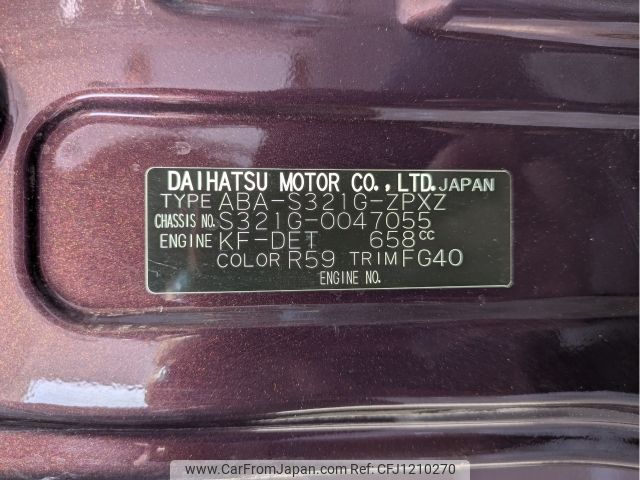 DAIHATSU MOTOR CO.,LTD. JAPAN
TYPE ABA-S321G-ZPXZ
CHASSIS NO. S321G-0047055
ENGINE KF-DET 658CC
COLOR R59 TRIM FG40
ENGINE NO.
www.CarFromJapan.com Ref No. CFJ1210270